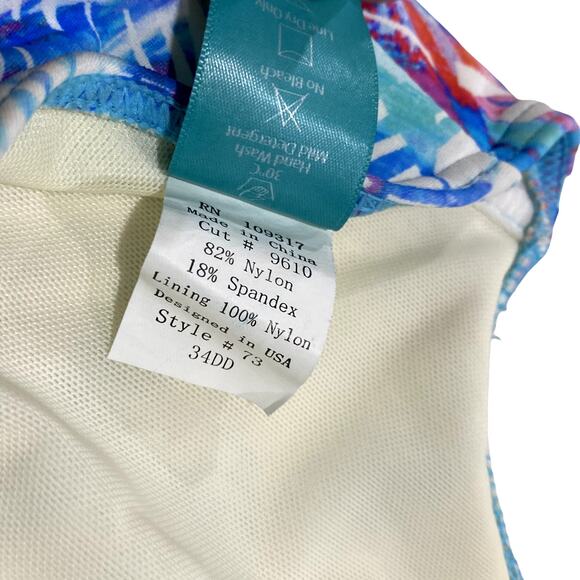 Line Dry Only
No Bleach
Hand Wash
Mild Detergent
30°C
RN 109317
Made in China
Cut # 9610
82% Nylon
18% Spandex
Lining 100% Nylon
Designed in USA
Style # 73
34DD